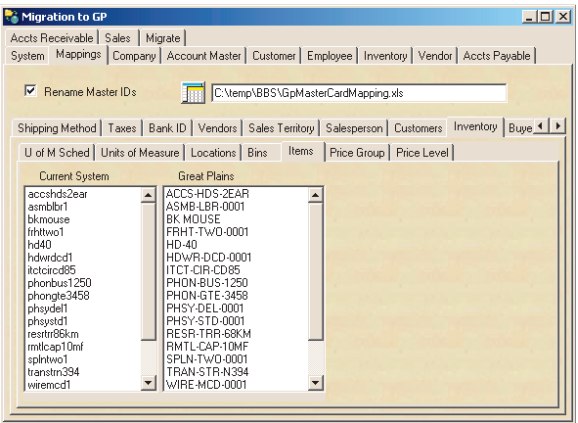 Migration to GP
Accts Receivable Sales Migrate
System Mappings Company Account Master Customer Employee Inventory Vendor Accts Payable
Rename Master IDs C:\temp\BBS\GpMasterCardMapping.xls
Shipping Method Taxes Bank ID Vendors Sales Territory Salesperson Customers Inventory Buye
U of M Sched Units of Measure Locations Bins Items Price Group Price Level
Current System Great Plains
accshds2ear ACCS-HDS-2EAR
asmblbr1 ASMB-LBR-0001
bkmouse BK MOUSE
frhttwo1 FRHT-TWO-0001
hd40 HD-40
hdwrdcd1 HDWR-DCD-0001
itctcircd85 ITCT-CIR-CD85
phonbus1250 PHON-BUS-1250
phongte3458 PHON-GTE-3458
phsydel1 PHSY-DEL-0001
phsystd1 PHSY-STD-0001
resrtrr86km RESR-TRR-68KM
rmtlcap10mf RMTL-CAP-10MF
splntwo1 SPLN-TWO-0001
transtrn394 TRAN-STR-N394
wiremcd1 WIRE-MCD-0001